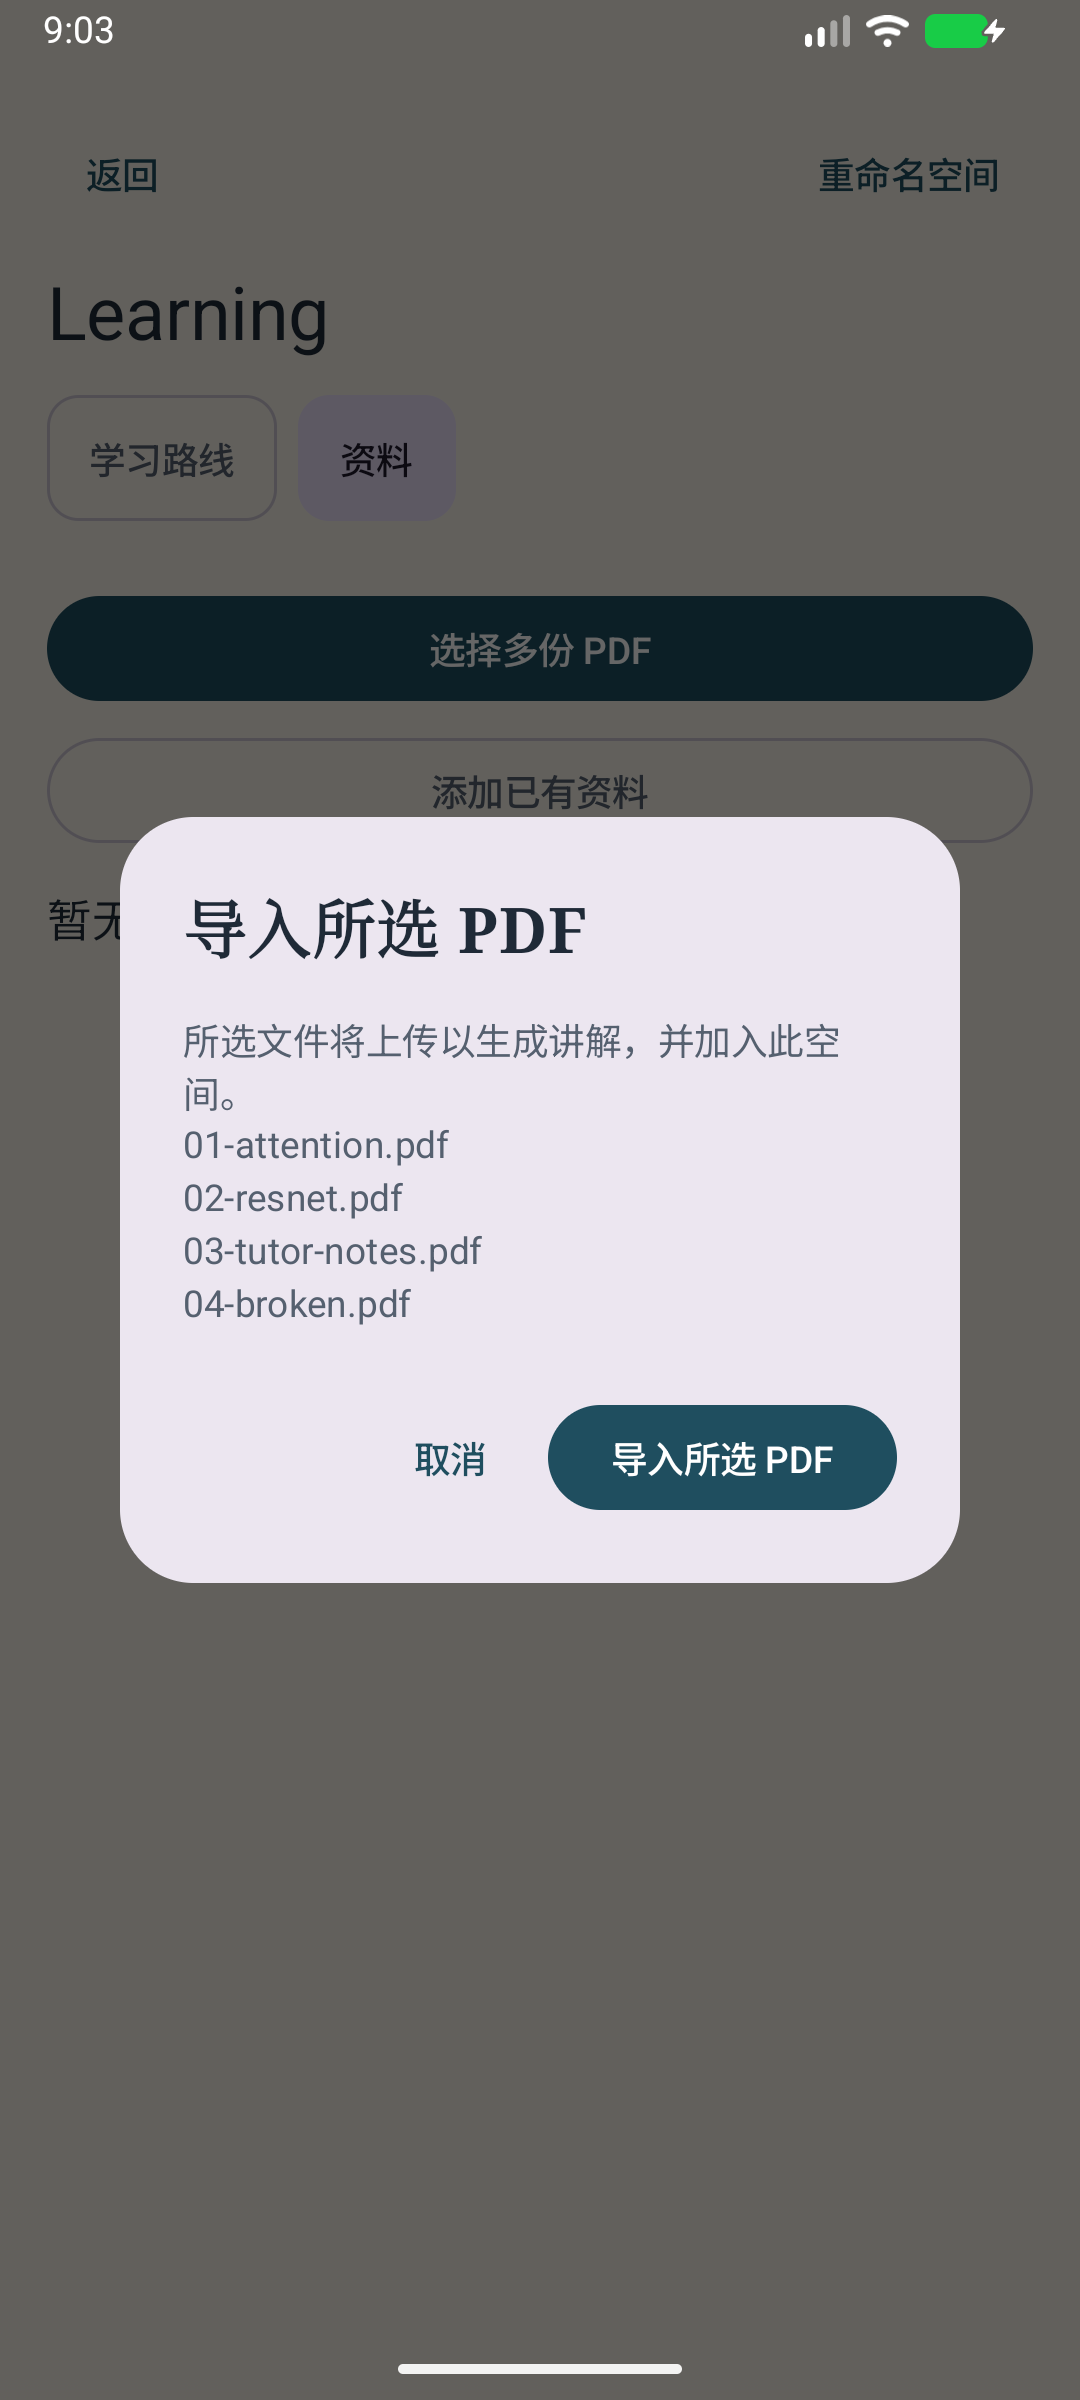 9:03
返回
重命名空间
Learning
学习路线
资料
选择多份 PDF
添加已有资料
暂无
导入所选 PDF
所选文件将上传以生成讲解，并加入此空
间。
01-attention.pdf
02-resnet.pdf
03-tutor-notes.pdf
04-broken.pdf
取消
导入所选 PDF